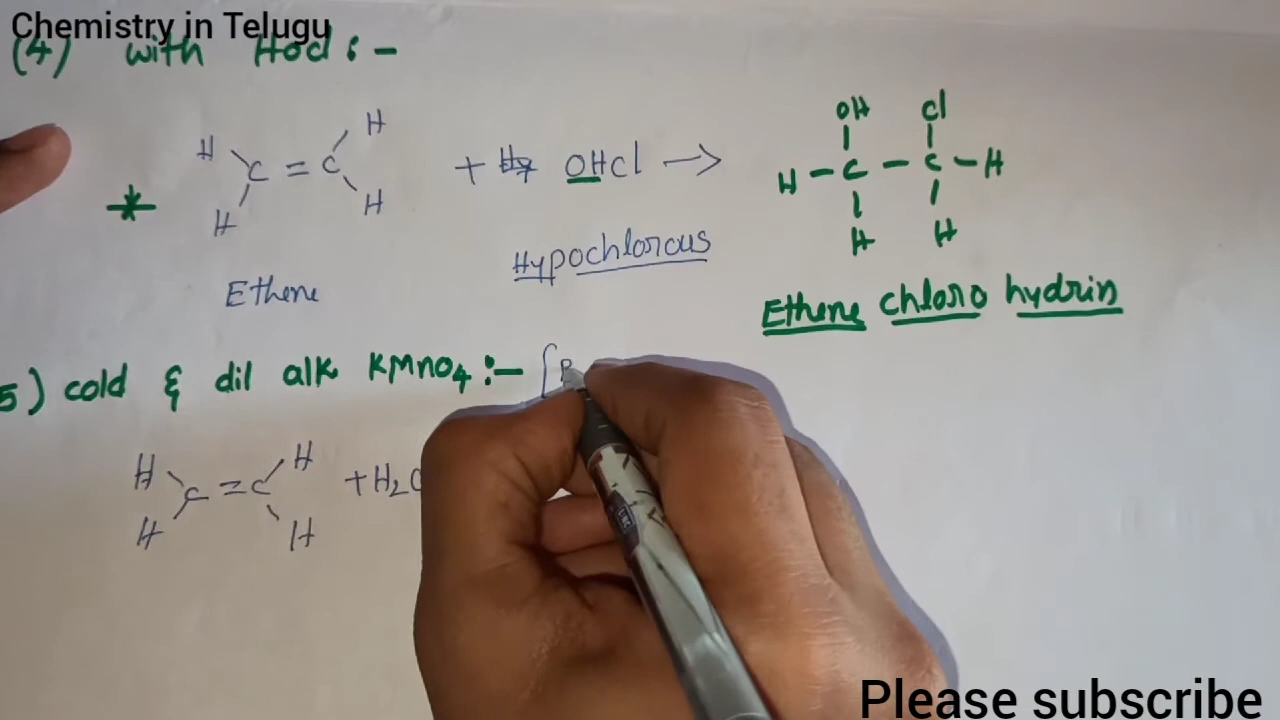 Chemistry in Telugu
(4) with Hocl :-
OH Cl
H H
C = C + OHCl → H - C - C - H
H H
H H
Hypochlorous
Ethene
Ethene chloro hydrin
5) cold & dil alk KMnO4 :- [B
H H
C = C + H2O
H H
Please subscribe